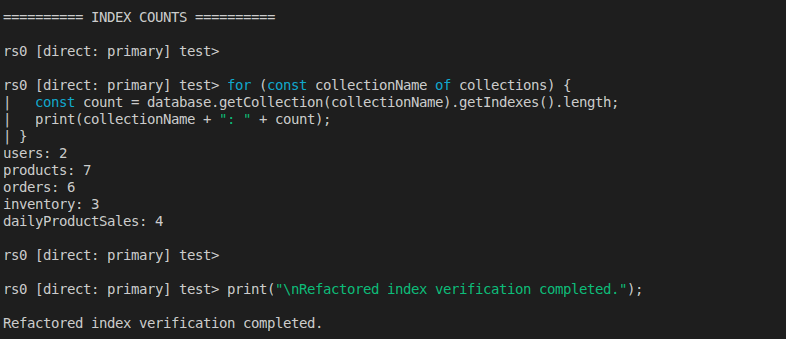 ========== INDEX COUNTS ==========
rs0 [direct: primary] test>
rs0 [direct: primary] test> for (const collectionName of collections) {
|   const count = database.getCollection(collectionName).getIndexes().length;
|   print(collectionName + ": " + count);
| }
users: 2
products: 7
orders: 6
inventory: 3
dailyProductSales: 4
rs0 [direct: primary] test>
rs0 [direct: primary] test> print("\nRefactored index verification completed.");
Refactored index verification completed.